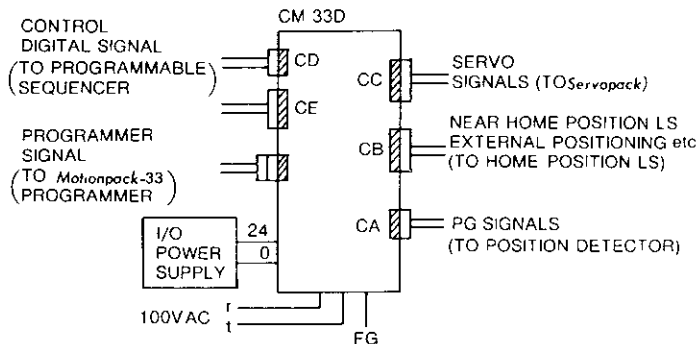 CM 33D
CONTROL
DIGITAL SIGNAL
(TO PROGRAMMABLE
SEQUENCER)
CD
CE
PROGRAMMER
SIGNAL
(TO Motionpack-33
PROGRAMMER)
I/O
POWER
SUPPLY
24
0
100VAC
r
t
FG
CC
SERVO
SIGNALS (TO Servopack)
CB
NEAR HOME POSITION LS
EXTERNAL POSITIONING etc
(TO HOME POSITION LS)
CA
PG SIGNALS
(TO POSITION DETECTOR)